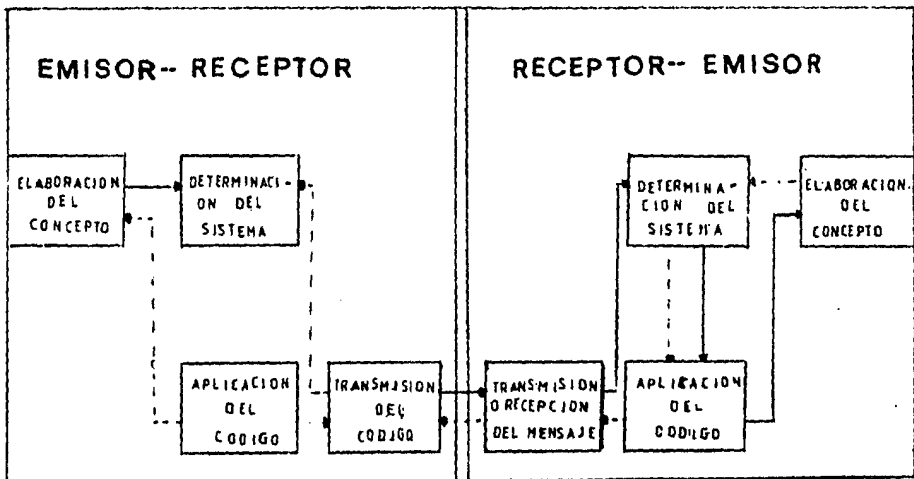 EMISOR-- RECEPTOR
ELABORACION
DEL
CONCEPTO
DETERMINACI-
ON DEL
SISTEMA
APLICACION
DEL
CODIGO
TRANSMISION
DEL
CODIGO
RECEPTOR-- EMISOR
DETERMINA-
CION DEL
SISTEMA
ELABORACION
DEL
CONCEPTO
TRANSMISION
O RECEPCION
DEL MENSAJE
APLICACION
DEL
CODIGO